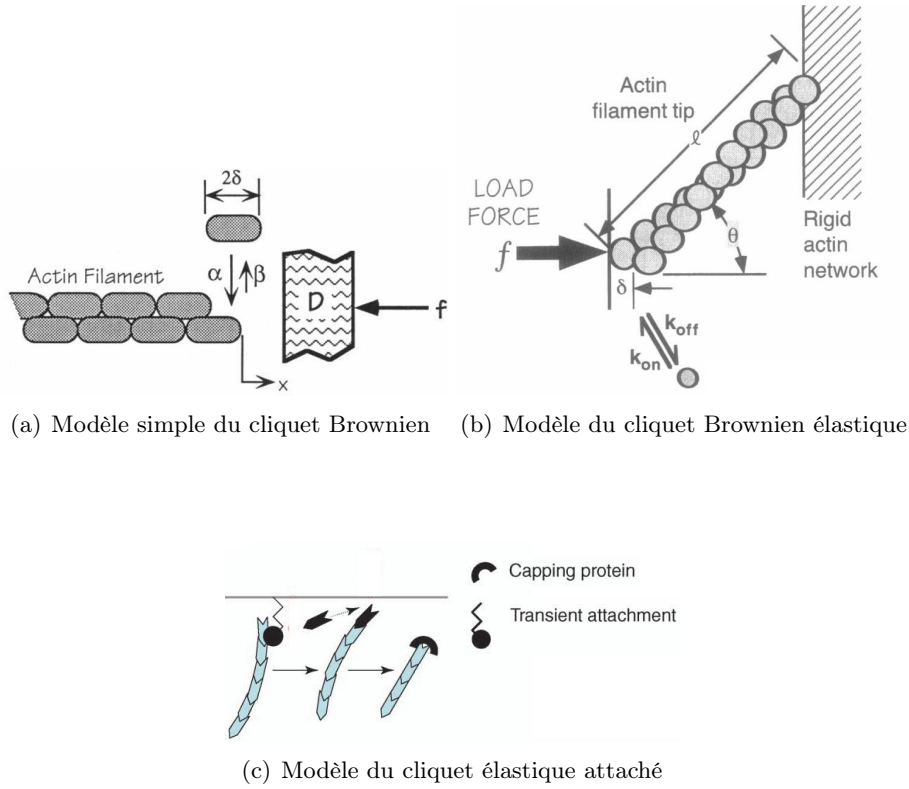 2δ
Actin Filament
α
β
D
f
x
(a) Modèle simple du cliquet Brownien
Actin
filament tip
ℓ
LOAD
FORCE
f
θ
δ
Rigid
actin
network
k_off
k_on
(b) Modèle du cliquet Brownien élastique
Capping protein
Transient attachment
(c) Modèle du cliquet élastique attaché